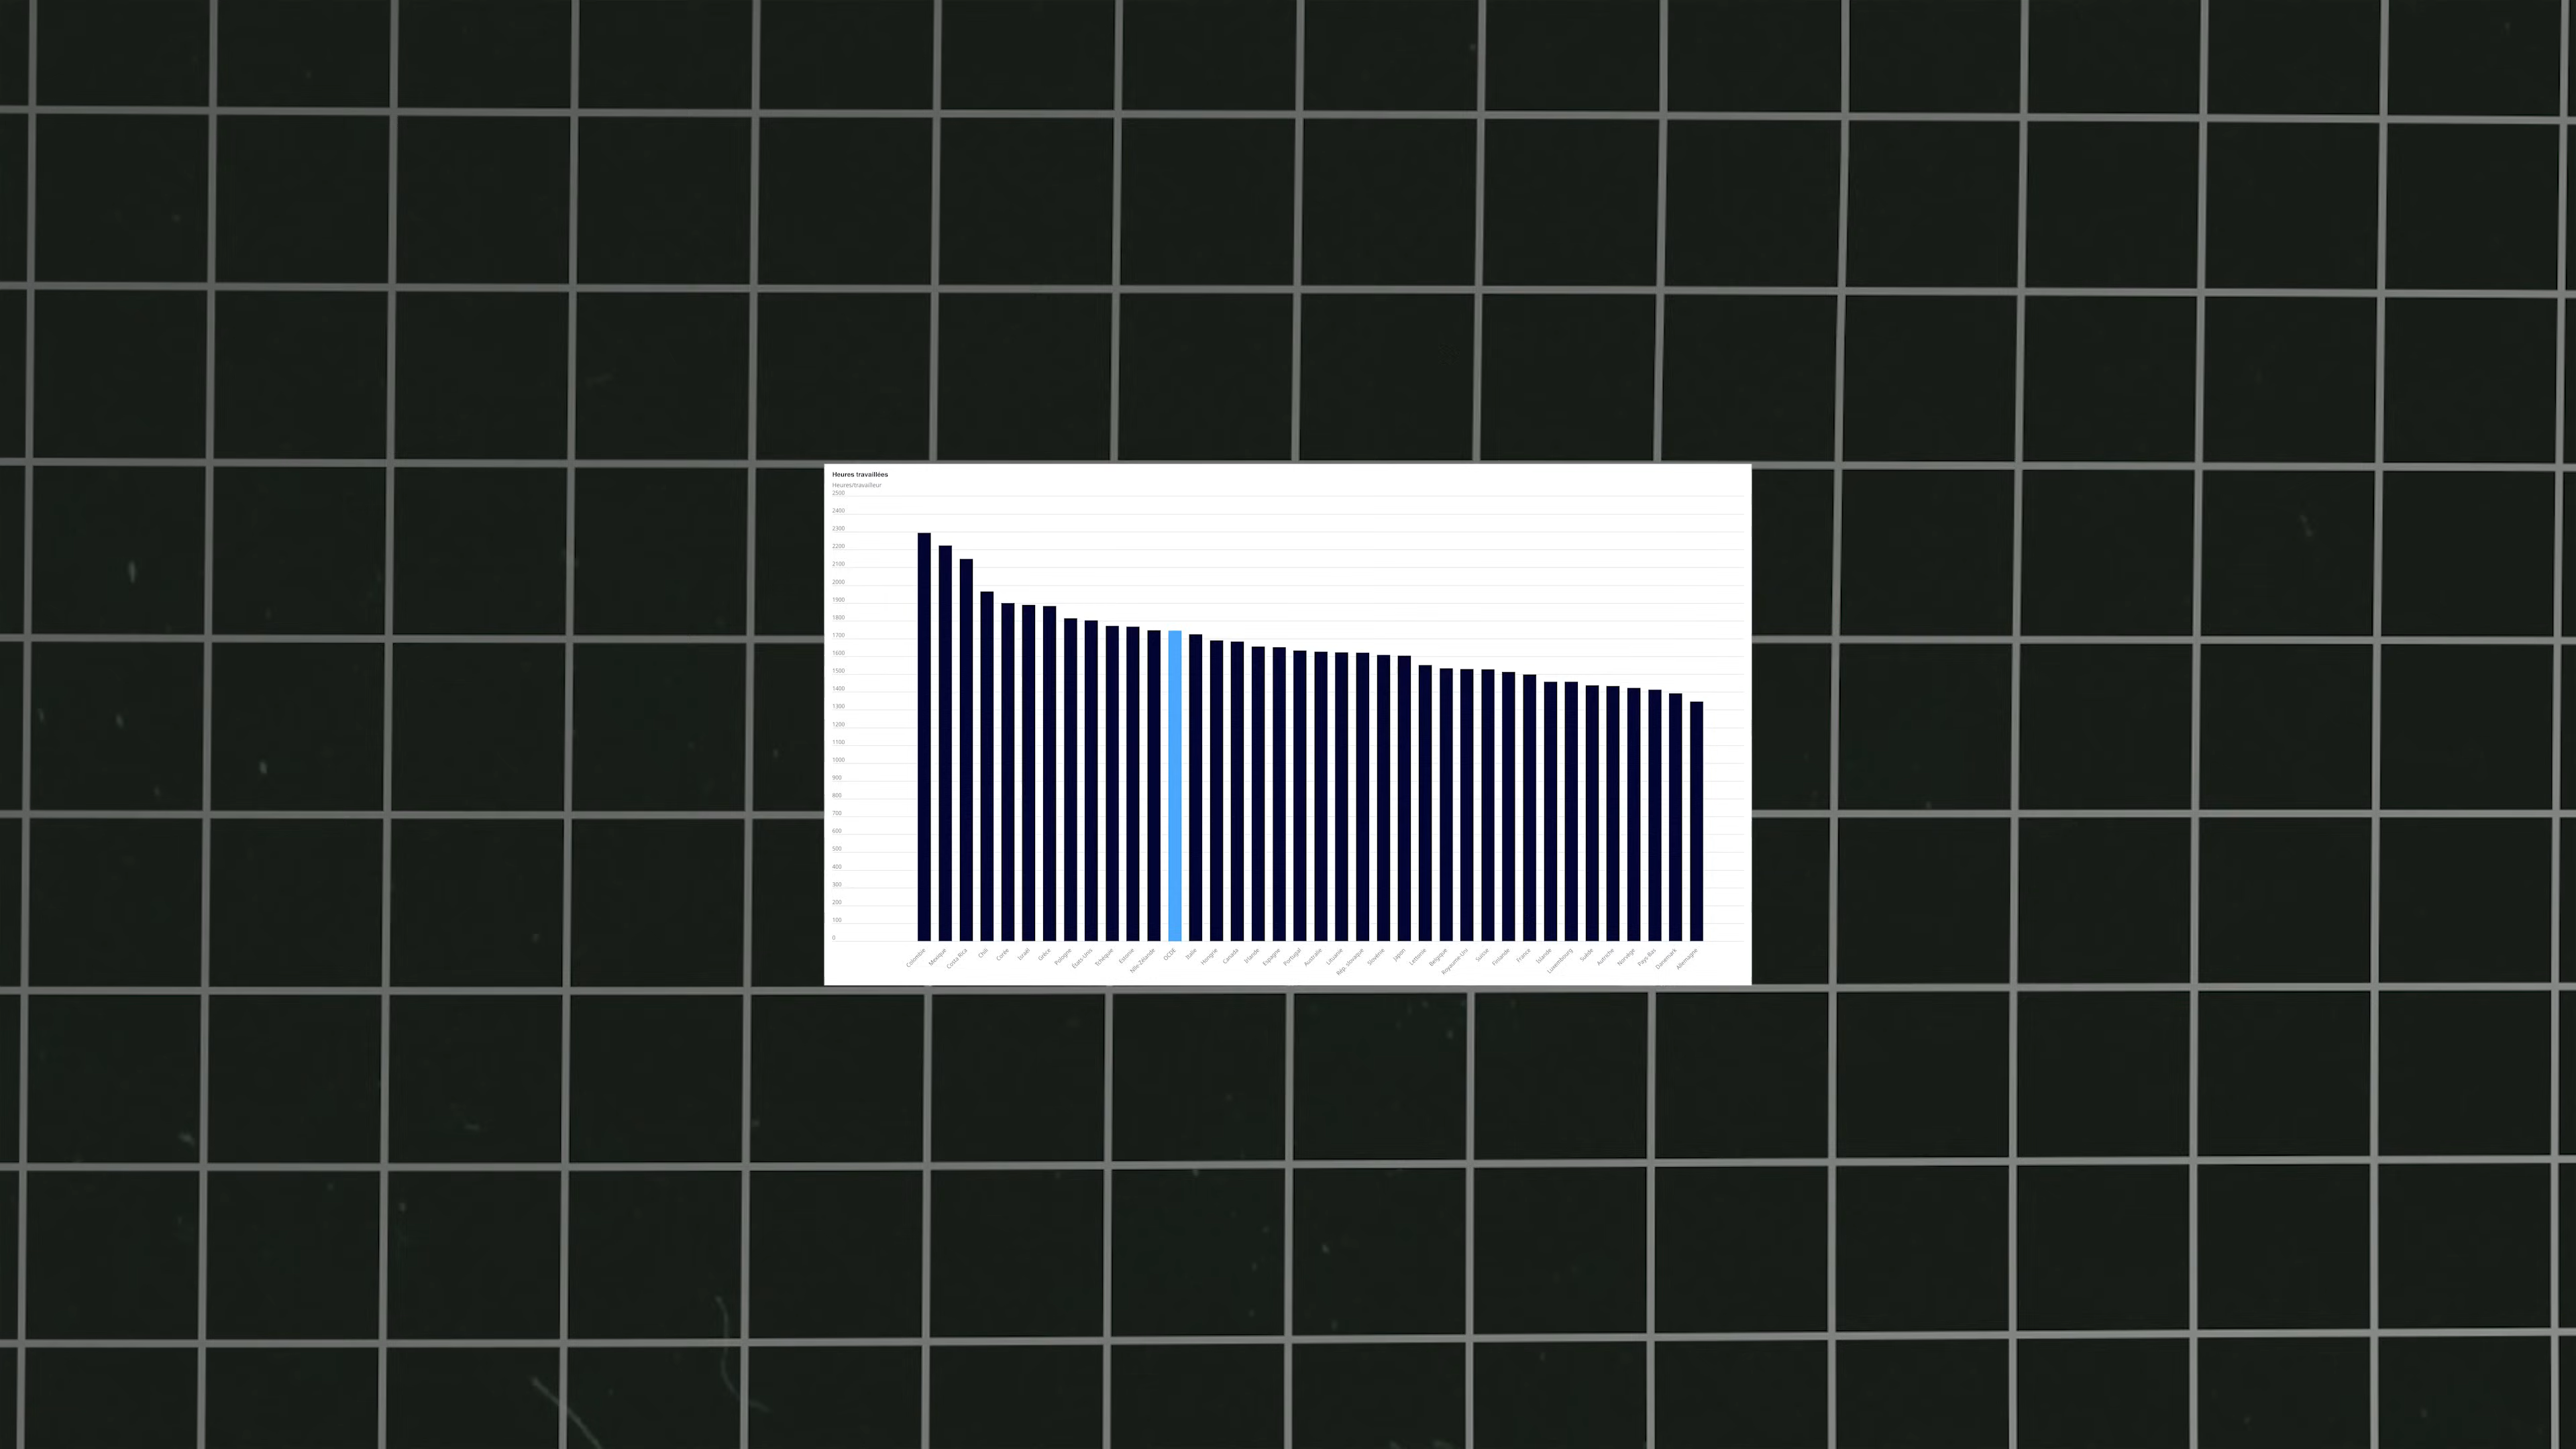 Heures travaillées
Heures/travailleur
2500
2400
2300
2200
2100
2000
1900
1800
1700
1600
1500
1400
1300
1200
1100
1000
900
800
700
600
500
400
300
200
100
0
Colombie
Mexique
Costa Rica
Chili
Corée
Israël
Grèce
Pologne
États-Unis
Tchéquie
Estonie
Nlle-Zélande
OCDE
Italie
Hongrie
Canada
Irlande
Espagne
Portugal
Australie
Lituanie
Rép. slovaque
Slovénie
Japon
Lettonie
Belgique
Royaume-Uni
Suisse
Finlande
France
Islande
Luxembourg
Suède
Autriche
Norvège
Pays-Bas
Danemark
Allemagne